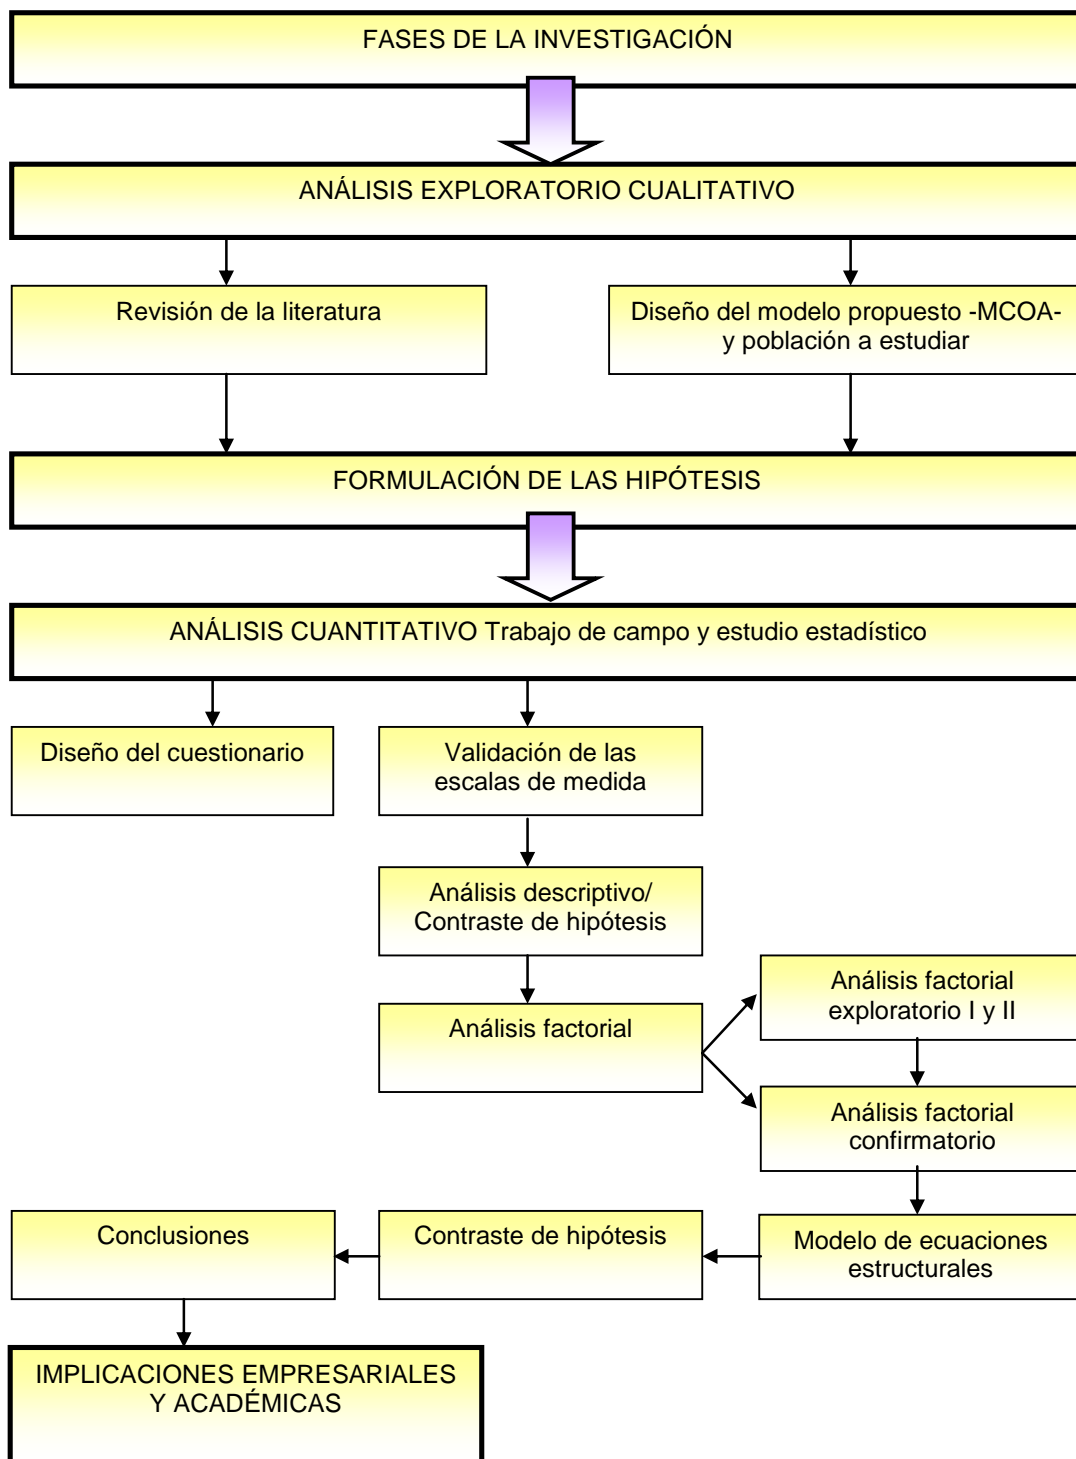 FASES DE LA INVESTIGACIÓN
ANÁLISIS EXPLORATORIO CUALITATIVO
Revisión de la literatura
Diseño del modelo propuesto -MCOA-
y población a estudiar
FORMULACIÓN DE LAS HIPÓTESIS
ANÁLISIS CUANTITATIVO Trabajo de campo y estudio estadístico
Diseño del cuestionario
Validación de las
escalas de medida
Análisis descriptivo/
Contraste de hipótesis
Análisis factorial
Análisis factorial
exploratorio I y II
Análisis factorial
confirmatorio
Modelo de ecuaciones
estructurales
Contraste de hipótesis
Conclusiones
IMPLICACIONES EMPRESARIALES
Y ACADÉMICAS